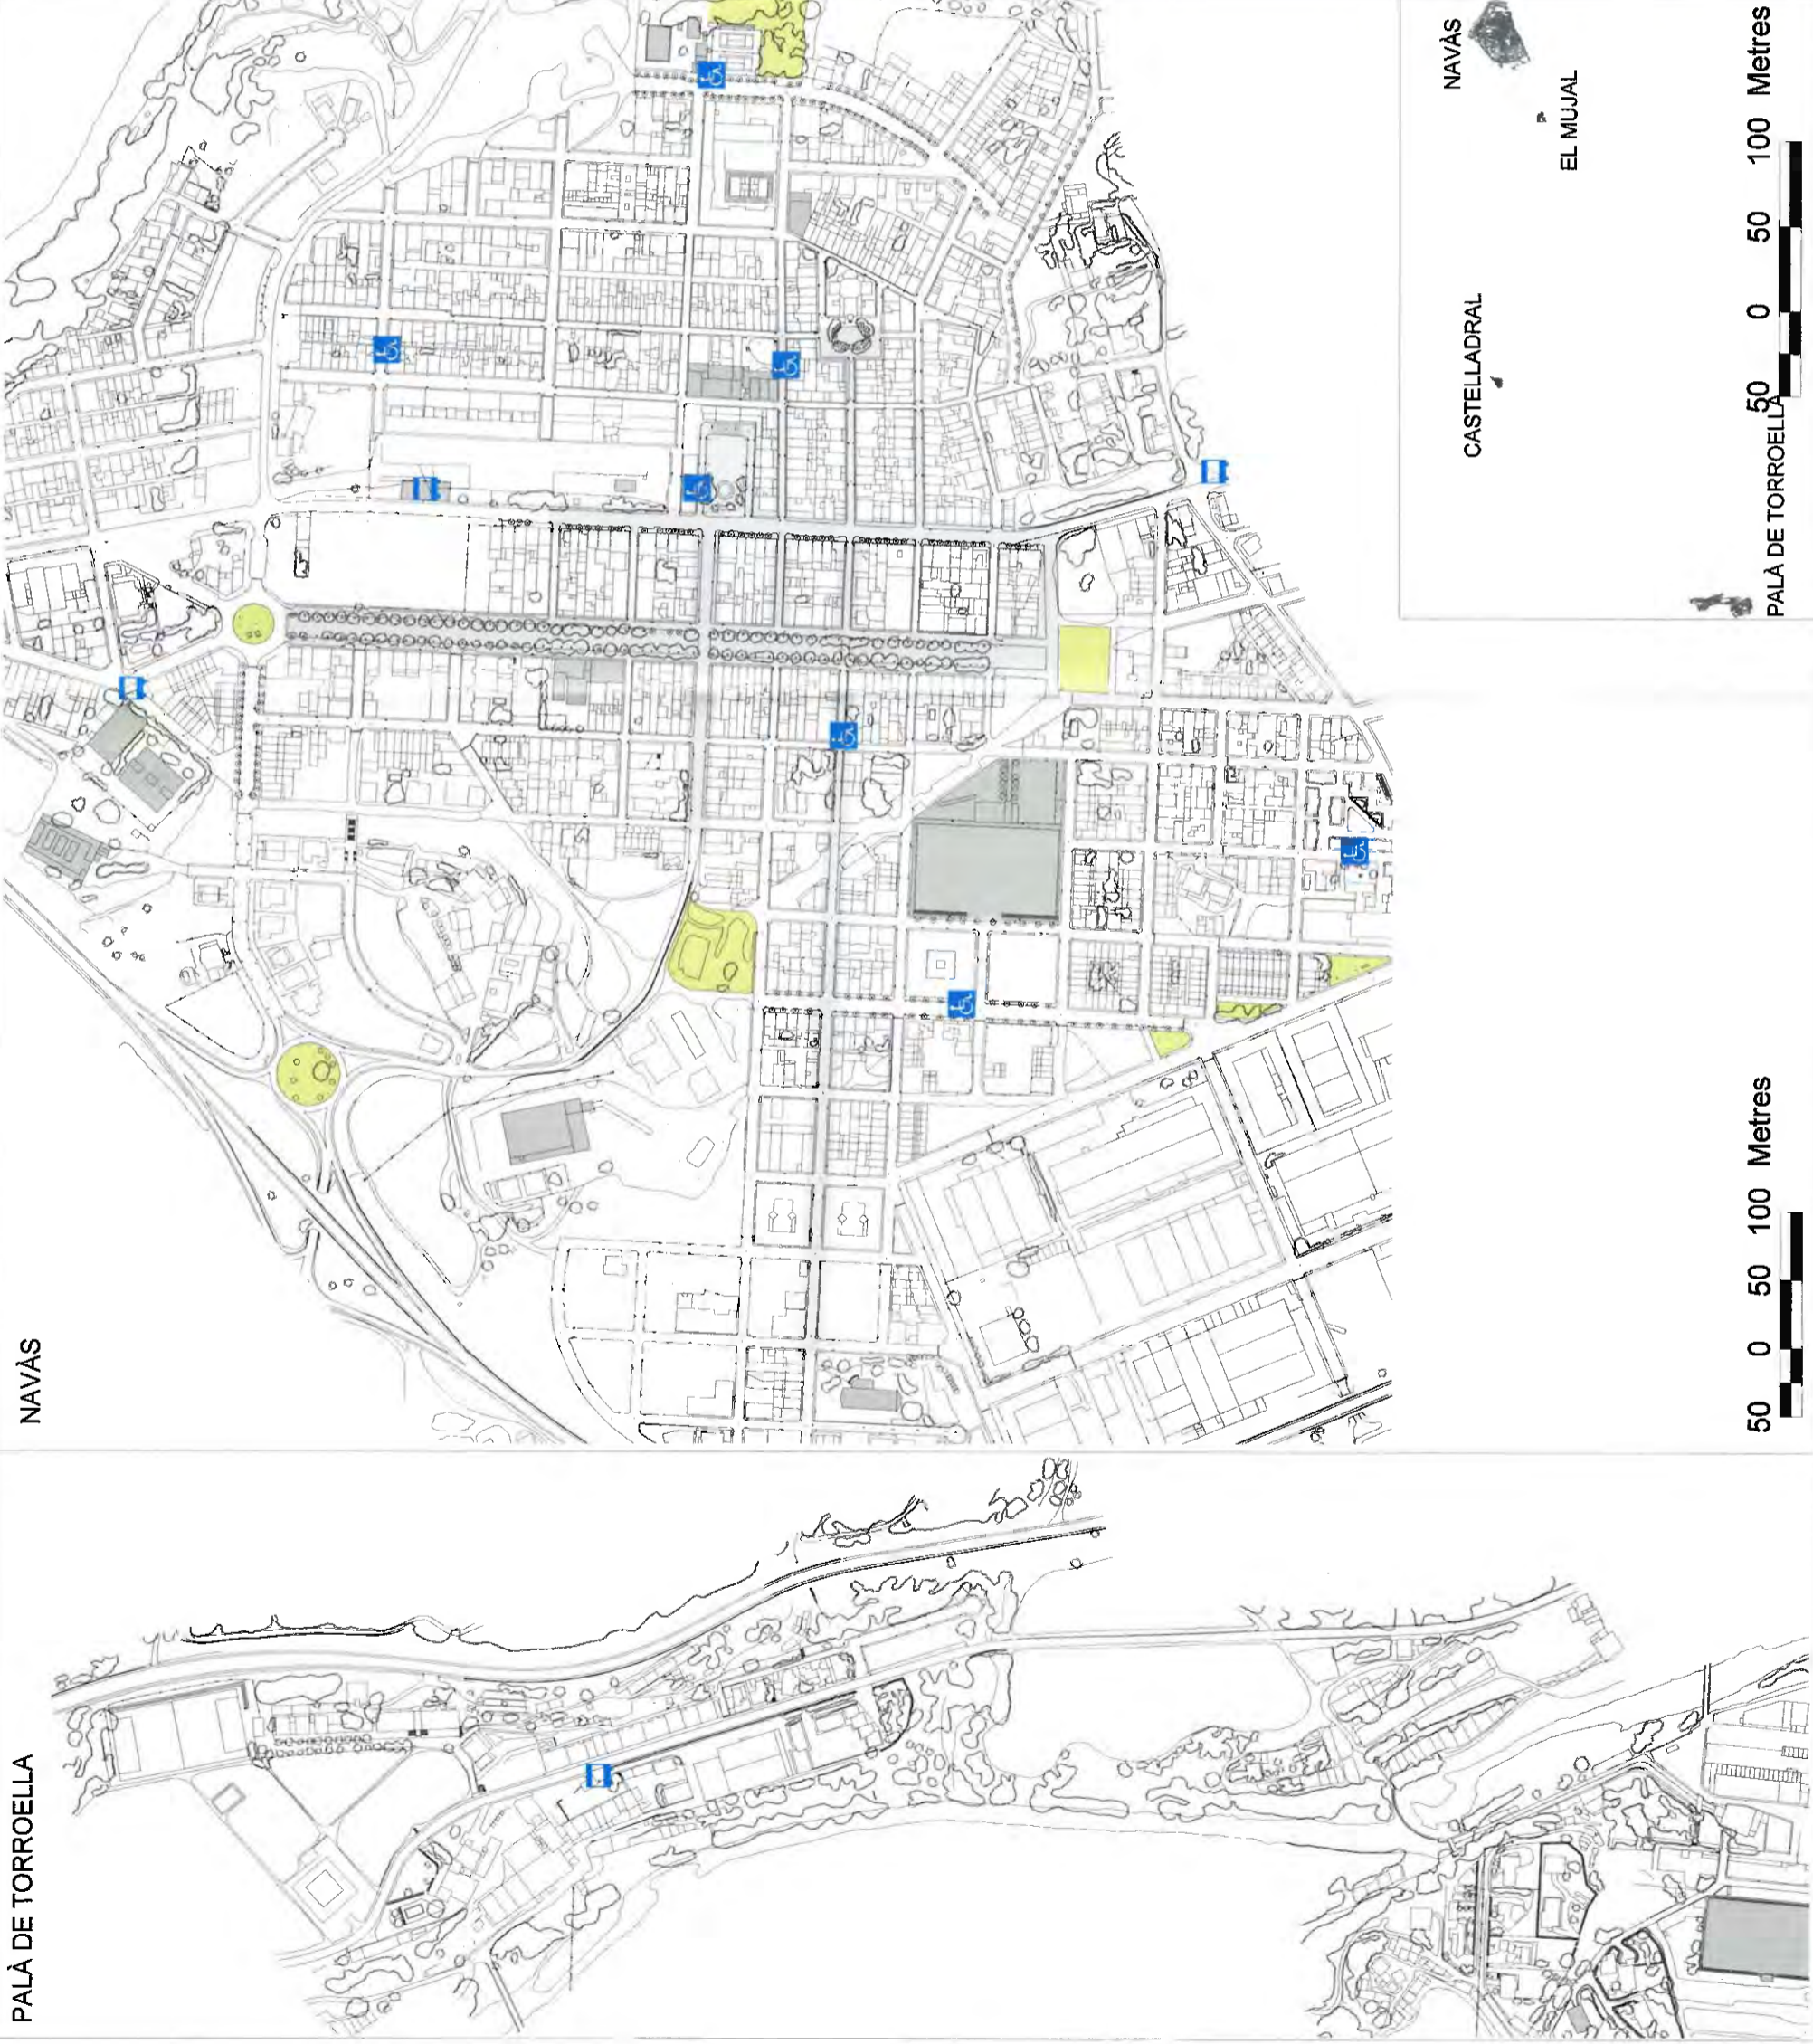 PALÀ DE TORROELLA
NAVÀS
50 0 50 100 Metres
NAVÀS
EL MUJAL
CASTELLADRAL
PALÀ DE TORROELLA
50 0 50 100 Metres